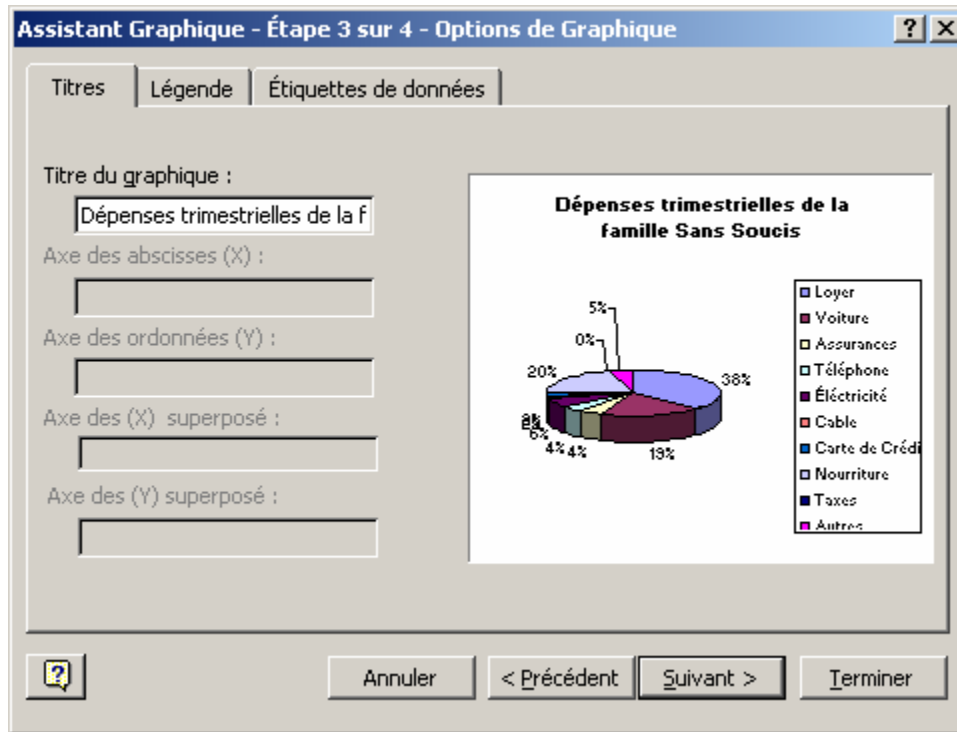 Assistant Graphique - Étape 3 sur 4 - Options de Graphique
Titres
Légende
Étiquettes de données
Titre du graphique :
Dépenses trimestrielles de la f
Axe des abscisses (X) :
Axe des ordonnées (Y) :
Axe des (X) superposé :
Axe des (Y) superposé :
Dépenses trimestrielles de la
famille Sans Soucis
5%
0%
20%
38%
6%
4%
4%
19%
Loyer
Voiture
Assurances
Téléphone
Éléctricité
Cable
Carte de Crédi
Nourriture
Taxes
Autres
Annuler
< Précédent
Suivant >
Terminer